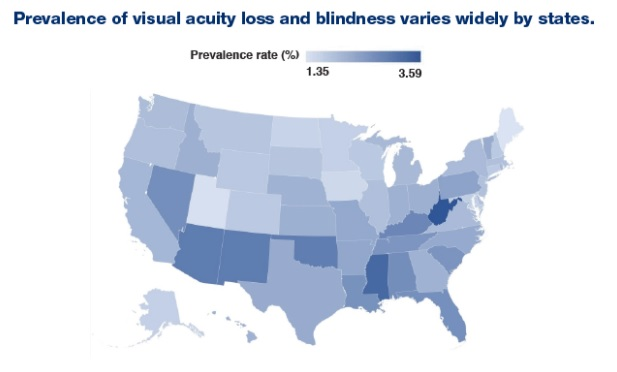 Prevalence of visual acuity loss and blindness varies widely by states.
Prevalence rate (%)
1.35 3.59